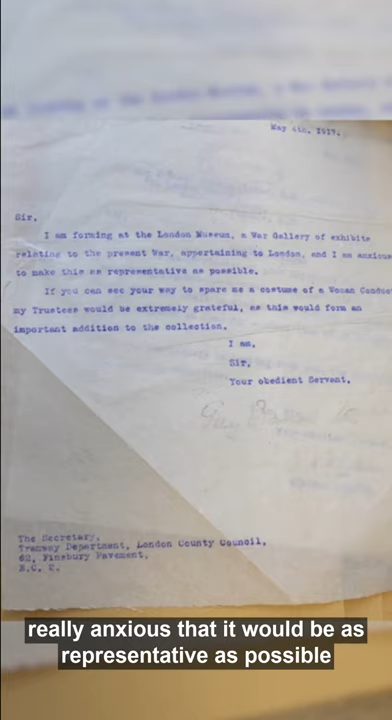 May 4th, 1917.
Sir,
I am forming at the London Museum, a War Gallery of exhibits
relating to the present War, appertaining to London, and I am anxious
to make this as representative as possible.
If you can see your way to spare me a costume of a Woman Conduc
my Trustees would be extremely grateful, as this would form an
important addition to the collection.
I am,
Sir,
Your obedient Servant,
The Secretary,
Tramway Department, London County Council,
62, Finsbury Pavement,
E.C. 2.
really anxious that it would be as
representative as possible